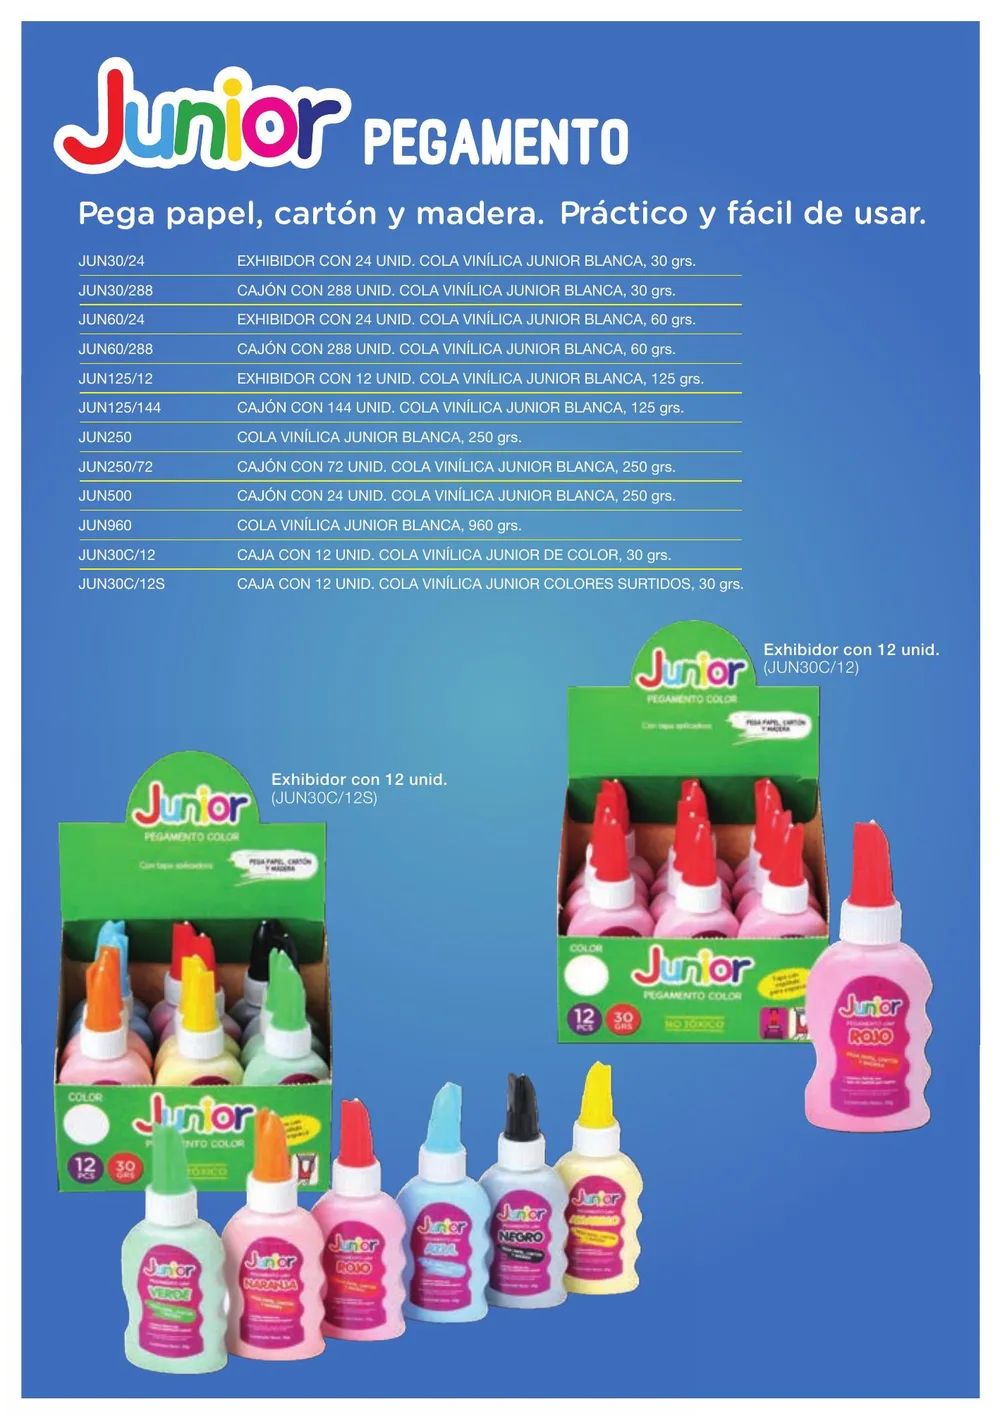 Junior PEGAMENTO
Pega papel, cartón y madera. Práctico y fácil de usar.
JUN30/24 EXHIBIDOR CON 24 UNID. COLA VINÍLICA JUNIOR BLANCA, 30 grs.
JUN30/288 CAJÓN CON 288 UNID. COLA VINÍLICA JUNIOR BLANCA, 30 grs.
JUN60/24 EXHIBIDOR CON 24 UNID. COLA VINÍLICA JUNIOR BLANCA, 60 grs.
JUN60/288 CAJÓN CON 288 UNID. COLA VINÍLICA JUNIOR BLANCA, 60 grs.
JUN125/12 EXHIBIDOR CON 12 UNID. COLA VINÍLICA JUNIOR BLANCA, 125 grs.
JUN125/144 CAJÓN CON 144 UNID. COLA VINÍLICA JUNIOR BLANCA, 125 grs.
JUN250 COLA VINÍLICA JUNIOR BLANCA, 250 grs.
JUN250/72 CAJÓN CON 72 UNID. COLA VINÍLICA JUNIOR BLANCA, 250 grs.
JUN500 CAJÓN CON 24 UNID. COLA VINÍLICA JUNIOR BLANCA, 250 grs.
JUN960 COLA VINÍLICA JUNIOR BLANCA, 960 grs.
JUN30C/12 CAJA CON 12 UNID. COLA VINÍLICA JUNIOR DE COLOR, 30 grs.
JUN30C/12S CAJA CON 12 UNID. COLA VINÍLICA JUNIOR COLORES SURTIDOS, 30 grs.
Exhibidor con 12 unid.
(JUN30C/12)
Junior
PEGAMENTO COLOR
Con tapa aplicadora
PEGA PAPEL, CARTÓN
Y MADERA
COLOR
Junior
PEGAMENTO COLOR
12 PCS
30 GRS
NO TÓXICO
Junior
ROJO
Exhibidor con 12 unid.
(JUN30C/12S)
Junior
PEGAMENTO COLOR
Con tapa aplicadora
PEGA PAPEL, CARTÓN
Y MADERA
COLOR
Junior
NTO COLOR
12 PCS
30 GRS
TÓXICO
Junior
VERDE
Junior
NARANJA
Junior
ROJO
Junior
AZUL
Junior
NEGRO
Junior
AMARILLO